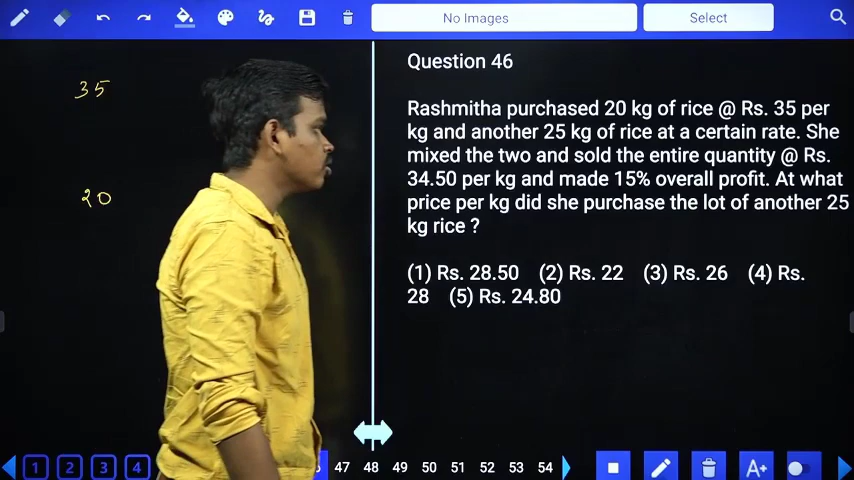 No Images
Select
35
20
Question 46
Rashmitha purchased 20 kg of rice @ Rs. 35 per
kg and another 25 kg of rice at a certain rate. She
mixed the two and sold the entire quantity @ Rs.
34.50 per kg and made 15% overall profit. At what
price per kg did she purchase the lot of another 25
kg rice ?
(1) Rs. 28.50 (2) Rs. 22 (3) Rs. 26 (4) Rs.
28 (5) Rs. 24.80
1 2 3 4 47 48 49 50 51 52 53 54 A+